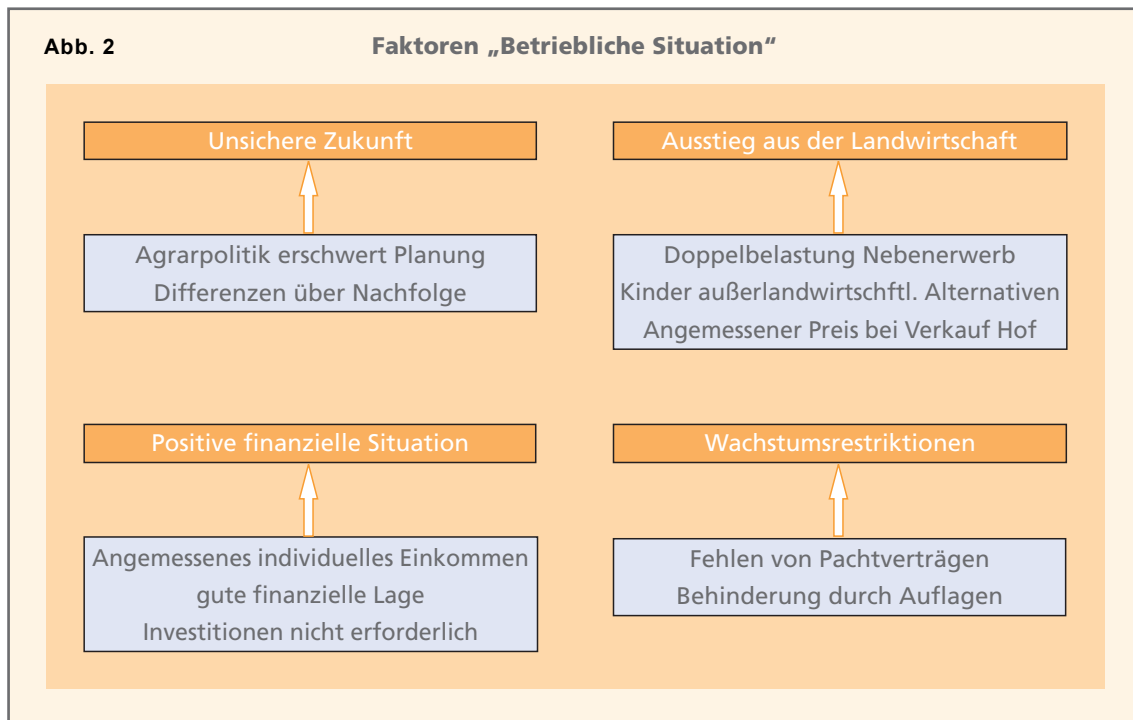 Abb. 2
Faktoren „Betriebliche Situation“
Unsichere Zukunft
Agrarpolitik erschwert Planung
Differenzen über Nachfolge
Ausstieg aus der Landwirtschaft
Doppelbelastung Nebenerwerb
Kinder außerlandwirtschftl. Alternativen
Angemessener Preis bei Verkauf Hof
Positive finanzielle Situation
Angemessenes individuelles Einkommen
gute finanzielle Lage
Investitionen nicht erforderlich
Wachstumsrestriktionen
Fehlen von Pachtverträgen
Behinderung durch Auflagen